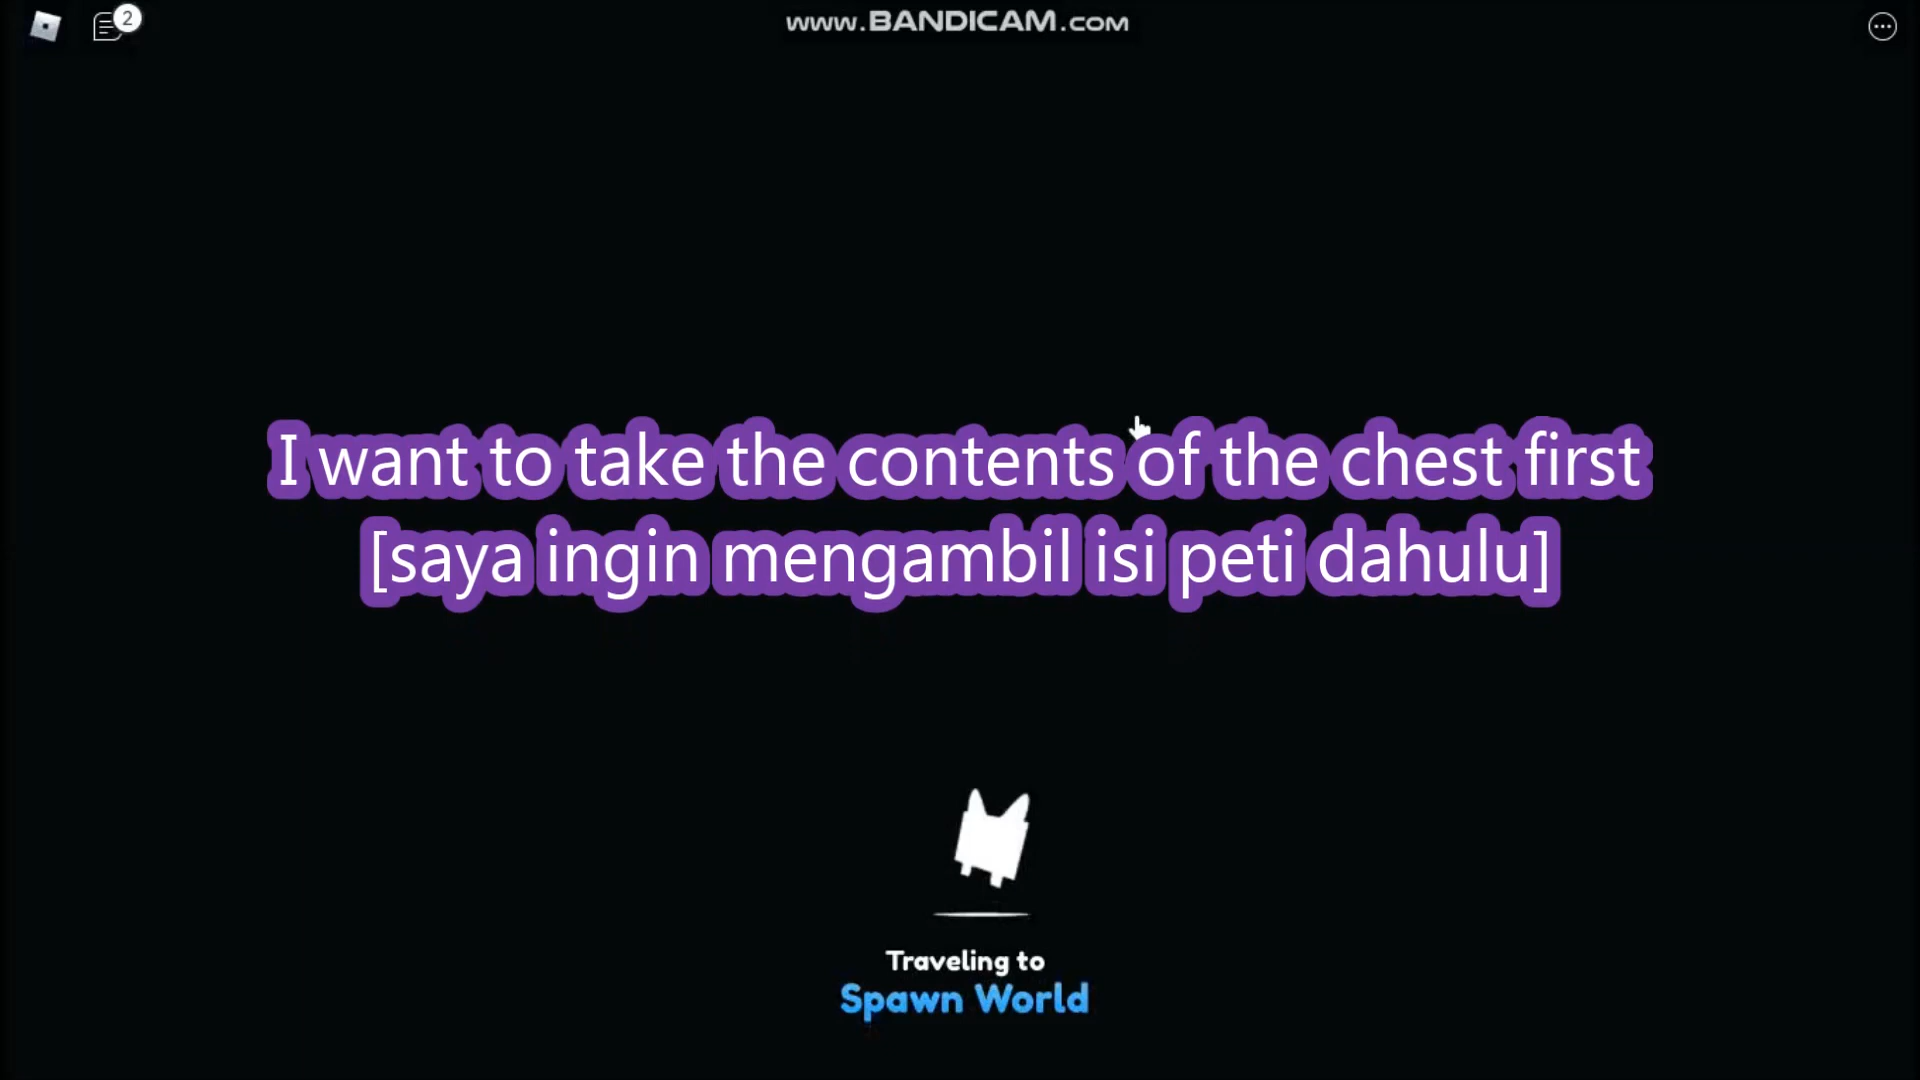 2
www.BANDICAM.com
I want to take the contents of the chest first
[saya ingin mengambil isi peti dahulu]
Traveling to
Spawn World